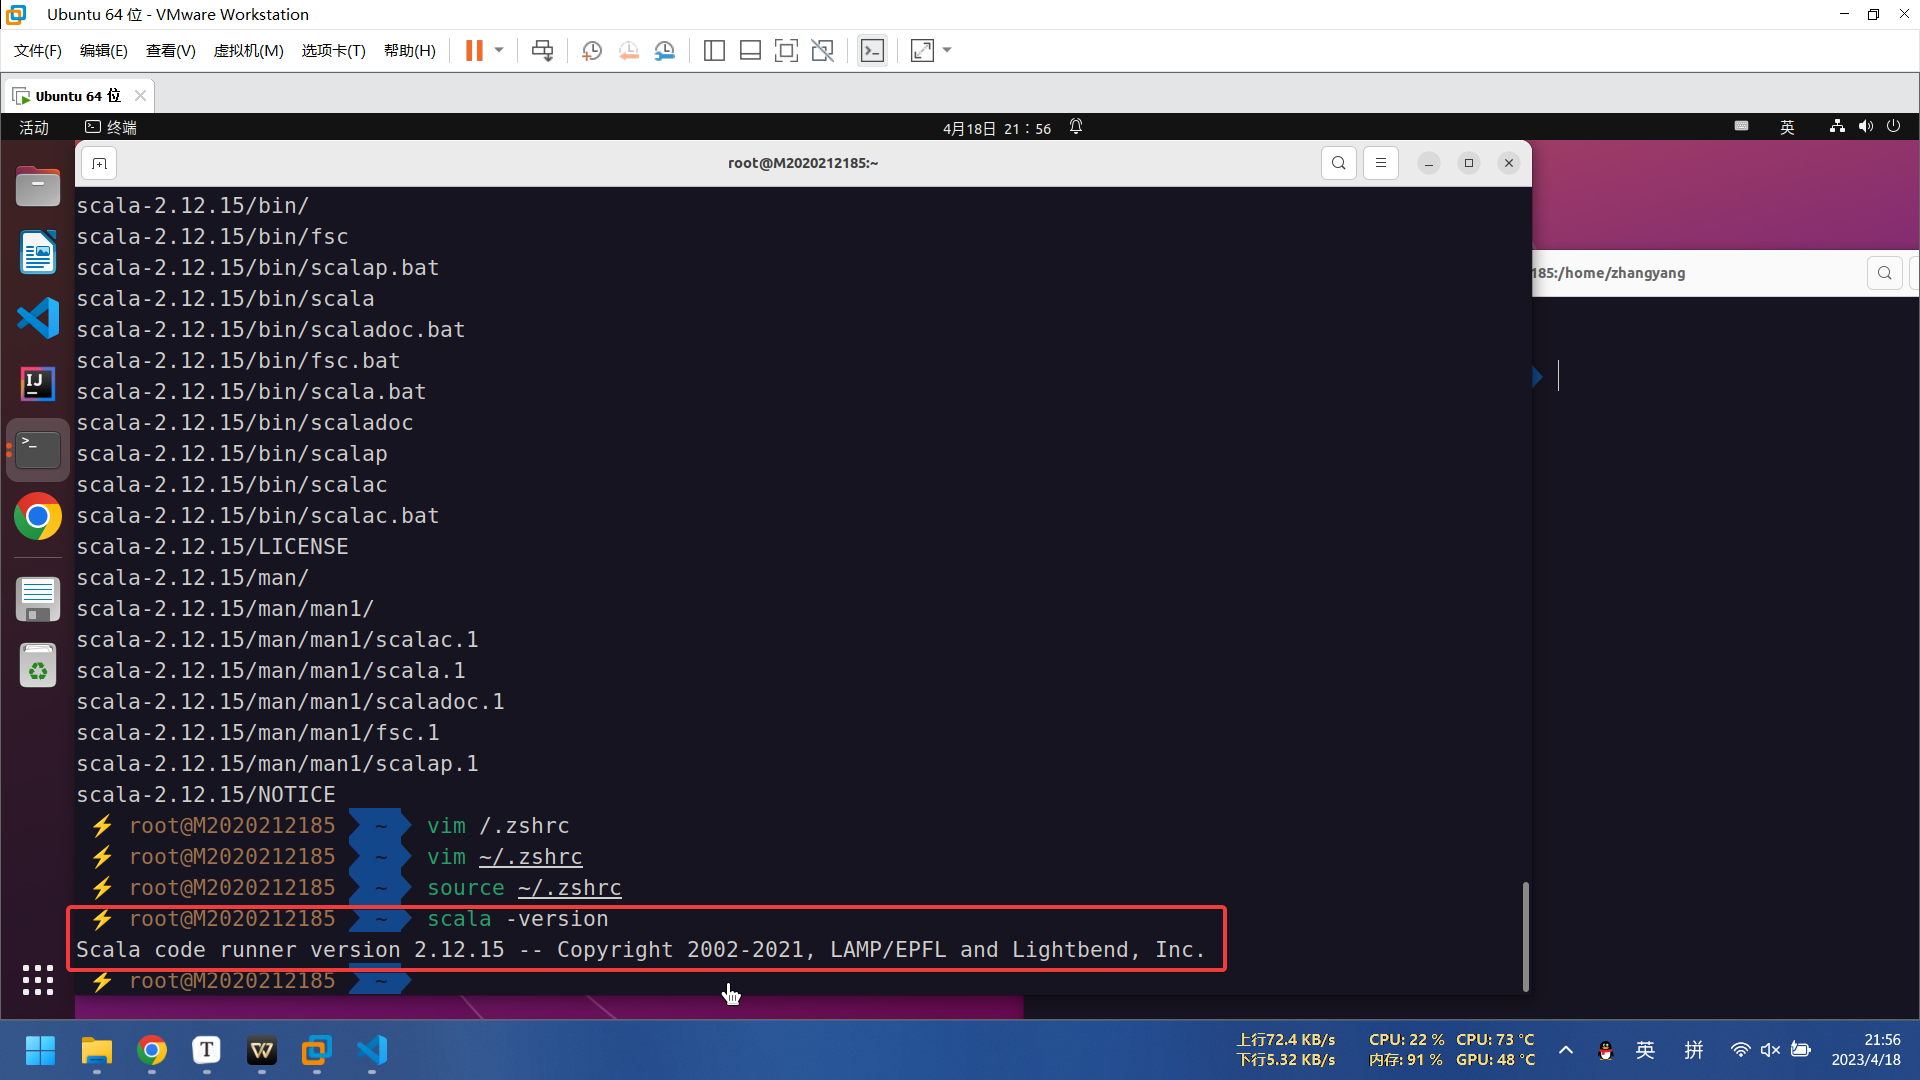 Ubuntu 64 位 - VMware Workstation
文件(F) 编辑(E) 查看(V) 虚拟机(M) 选项卡(T) 帮助(H)
Ubuntu 64 位
活动 终端 4月18日 21：56 英
root@M2020212185:~
185:/home/zhangyang
scala-2.12.15/bin/
scala-2.12.15/bin/fsc
scala-2.12.15/bin/scalap.bat
scala-2.12.15/bin/scala
scala-2.12.15/bin/scaladoc.bat
scala-2.12.15/bin/fsc.bat
scala-2.12.15/bin/scala.bat
scala-2.12.15/bin/scaladoc
scala-2.12.15/bin/scalap
scala-2.12.15/bin/scalac
scala-2.12.15/bin/scalac.bat
scala-2.12.15/LICENSE
scala-2.12.15/man/
scala-2.12.15/man/man1/
scala-2.12.15/man/man1/scalac.1
scala-2.12.15/man/man1/scala.1
scala-2.12.15/man/man1/scaladoc.1
scala-2.12.15/man/man1/fsc.1
scala-2.12.15/man/man1/scalap.1
scala-2.12.15/NOTICE
⚡ root@M2020212185 ~ vim /.zshrc
⚡ root@M2020212185 ~ vim ~/.zshrc
⚡ root@M2020212185 ~ source ~/.zshrc
⚡ root@M2020212185 ~ scala -version
Scala code runner version 2.12.15 -- Copyright 2002-2021, LAMP/EPFL and Lightbend, Inc.
⚡ root@M2020212185 ~
上行72.4 KB/s CPU: 22 % CPU: 73 °C
下行5.32 KB/s 内存: 91 % GPU: 48 °C
英 拼
21:56
2023/4/18